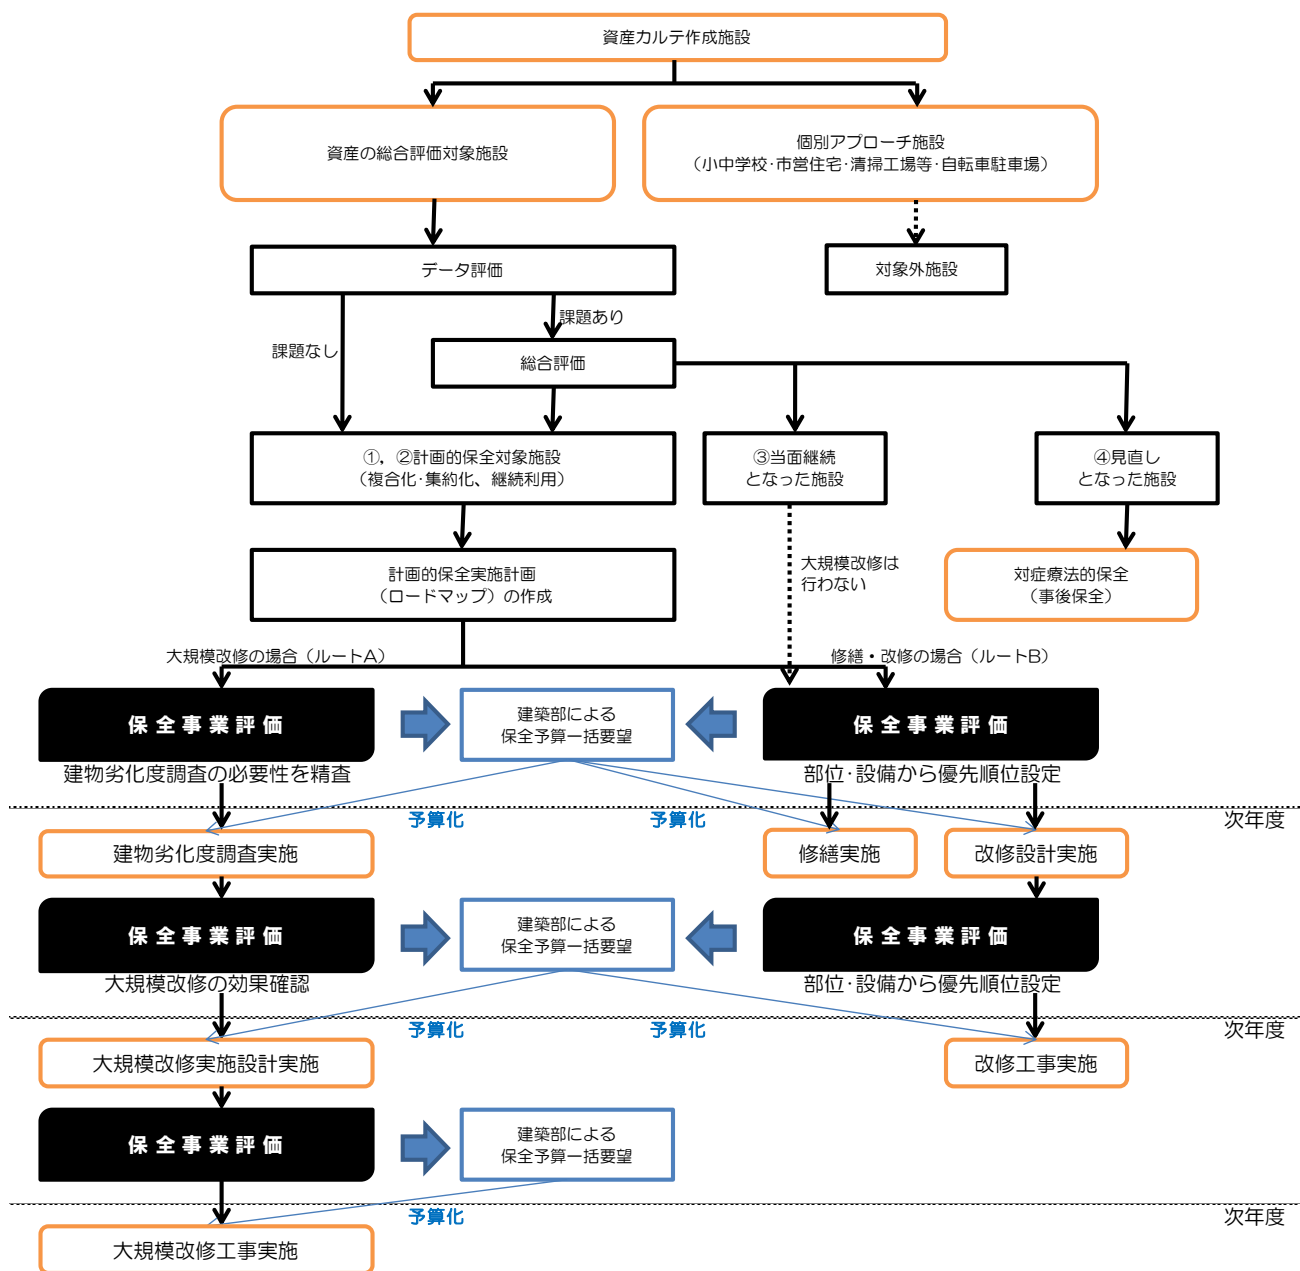 資産カルテ作成施設
資産の総合評価対象施設
個別アプローチ施設
（小中学校・市営住宅・清掃工場等・自転車駐車場）
データ評価
対象外施設
課題あり
課題なし
総合評価
①，②計画的保全対象施設
（複合化・集約化、継続利用）
③当面継続
となった施設
④見直し
となった施設
計画的保全実施計画
（ロードマップ）の作成
大規模改修は
行わない
対症療法的保全
（事後保全）
大規模改修の場合（ルートA）
修繕・改修の場合（ルートB）
保全事業評価
建築部による
保全予算一括要望
保全事業評価
建物劣化度調査の必要性を精査
部位・設備から優先順位設定
予算化
予算化
次年度
建物劣化度調査実施
修繕実施
改修設計実施
保全事業評価
建築部による
保全予算一括要望
保全事業評価
大規模改修の効果確認
部位・設備から優先順位設定
予算化
予算化
次年度
大規模改修実施設計実施
改修工事実施
保全事業評価
建築部による
保全予算一括要望
予算化
次年度
大規模改修工事実施